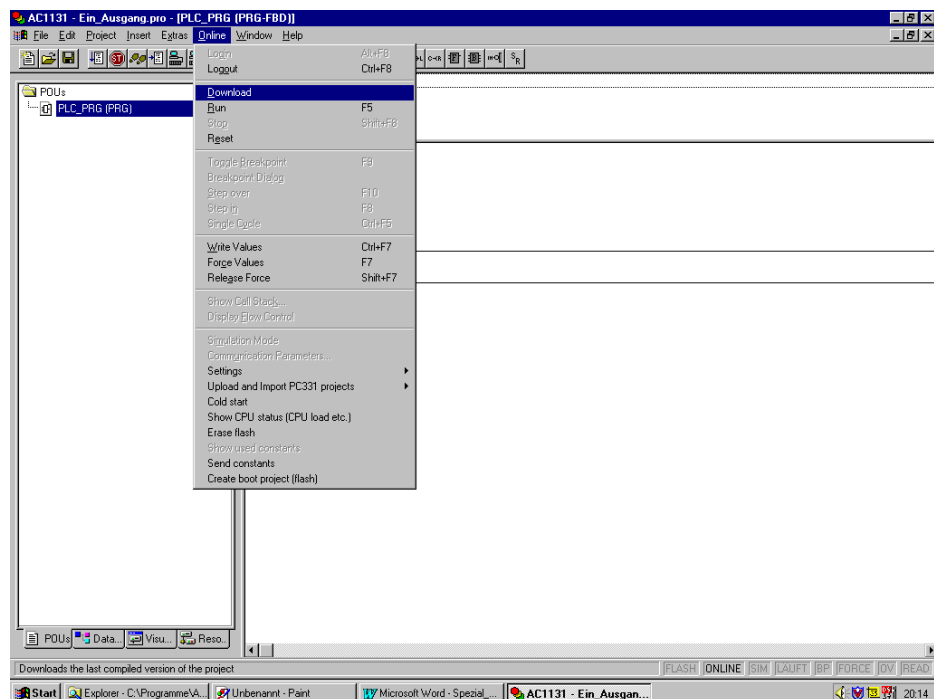 AC1131 - Ein_Ausgang.pro - [PLC_PRG (PRG-FBD)]
File Edit Project Insert Extras Online Window Help
Login Alt+F8
Logout Ctrl+F8
Download
Run F5
Stop Shift+F8
Reset
Toggle Breakpoint F9
Breakpoint Dialog
Step over F10
Step in F8
Single Cycle Ctrl+F5
Write Values Ctrl+F7
Force Values F7
Release Force Shift+F7
Show Call Stack...
Display Flow Control
Simulation Mode
Communication Parameters...
Settings
Upload and Import PC331 projects
Cold start
Show CPU status (CPU load etc.)
Erase flash
Show used constants
Send constants
Create boot project (flash)
POUs
PLC_PRG (PRG)
POUs Data... Visu... Reso..
Downloads the last compiled version of the project
FLASH ONLINE SIM LÄUFT BP FORCE OV READ
Start Explorer - C:\Programme\A... Unbenannt - Paint Microsoft Word - Spezial_... AC1131 - Ein_Ausgan... 20:14